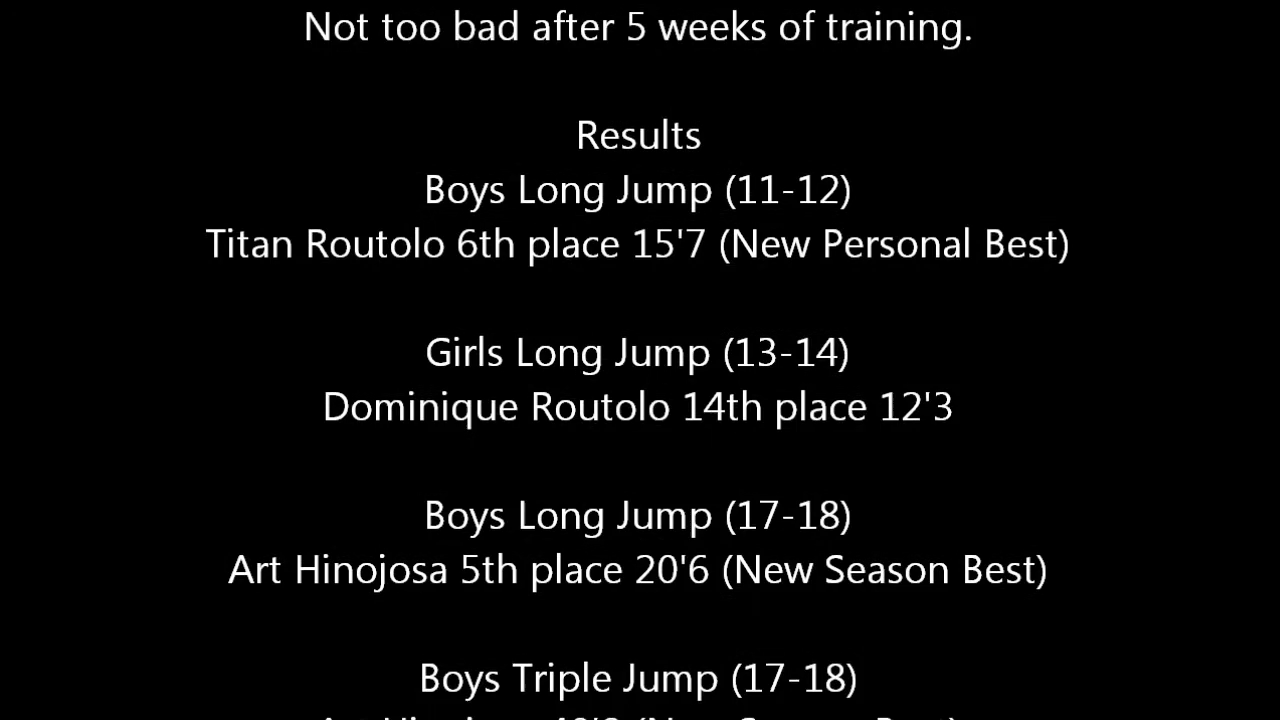 Not too bad after 5 weeks of training.
Results
Boys Long Jump (11-12)
Titan Routolo 6th place 15'7 (New Personal Best)
Girls Long Jump (13-14)
Dominique Routolo 14th place 12'3
Boys Long Jump (17-18)
Art Hinojosa 5th place 20'6 (New Season Best)
Boys Triple Jump (17-18)